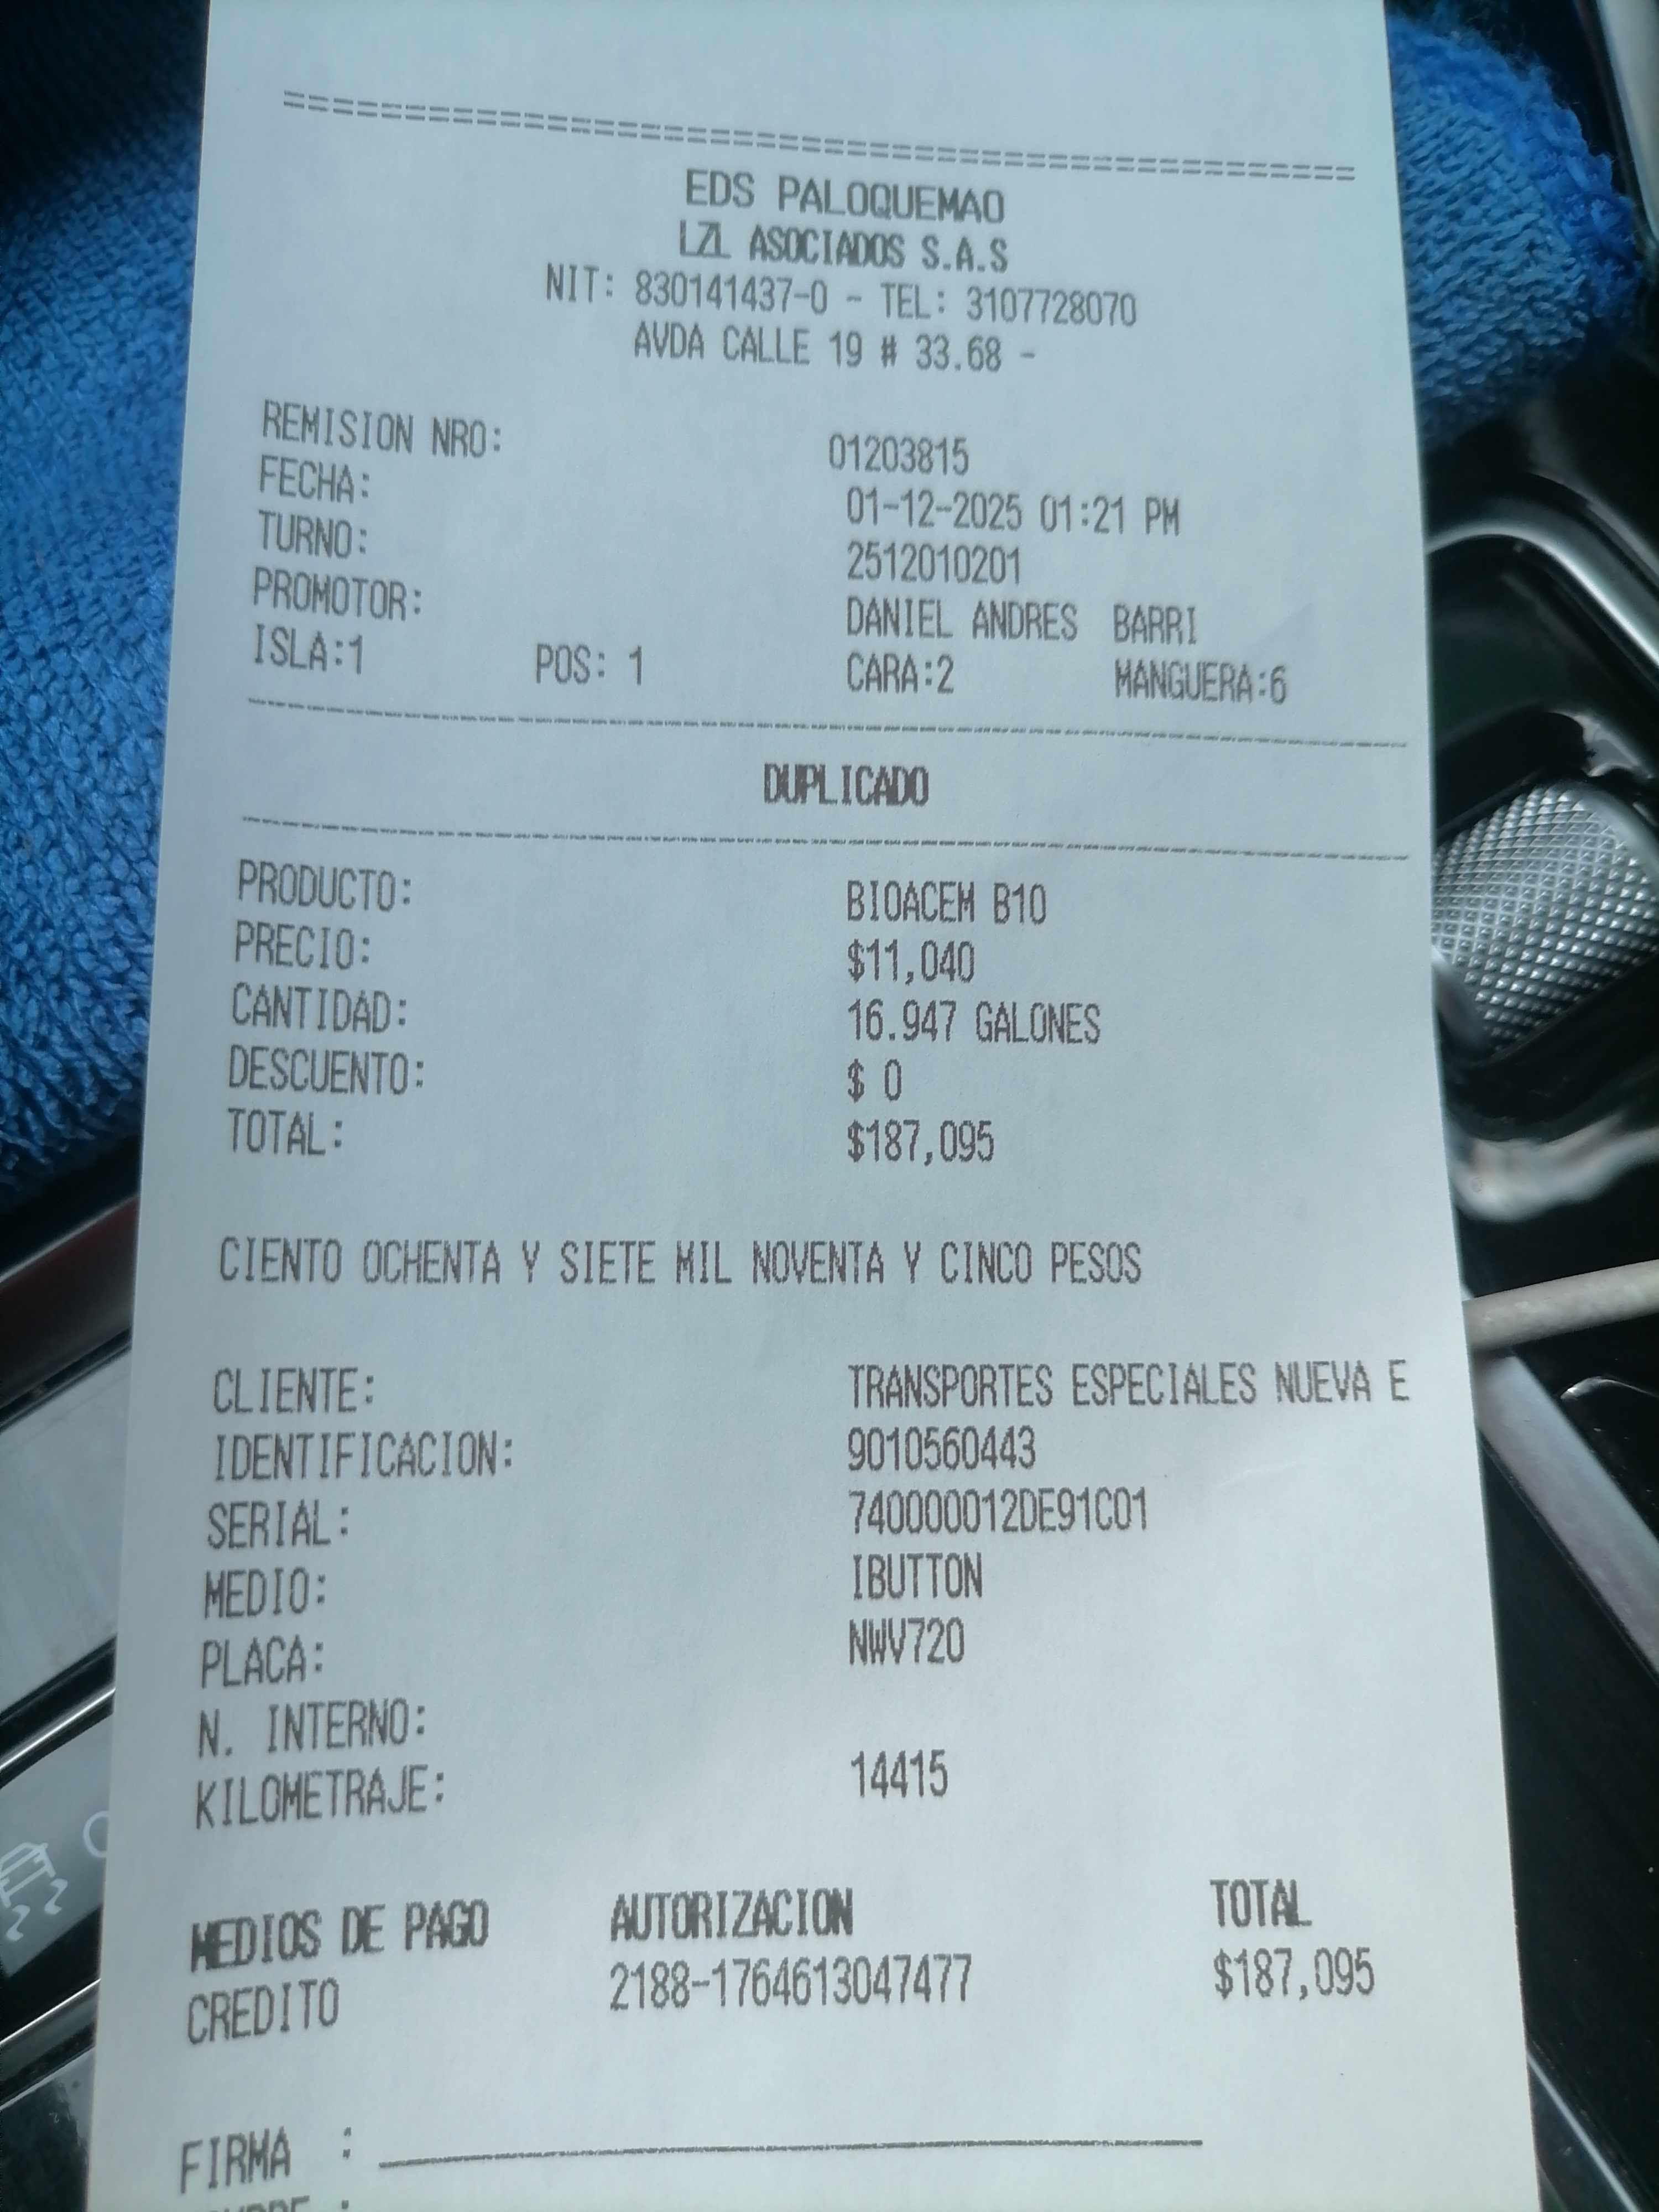 ================================================
EDS PALOQUEMAO
LZL ASOCIADOS S.A.S
NIT: 830141437-0 - TEL: 3107728070
AVDA CALLE 19 # 33.68 -
REMISION NRO: 01203815
FECHA: 01-12-2025 01:21 PM
TURNO: 2512010201
PROMOTOR: DANIEL ANDRES BARRI
ISLA:1 POS: 1 CARA:2 MANGUERA:6
DUPLICADO
PRODUCTO: BIOACEM B10
PRECIO: $11,040
CANTIDAD: 16.947 GALONES
DESCUENTO: $ 0
TOTAL: $187,095
CIENTO OCHENTA Y SIETE MIL NOVENTA Y CINCO PESOS
CLIENTE: TRANSPORTES ESPECIALES NUEVA E
IDENTIFICACION: 9010560443
SERIAL: 740000012DE91C01
MEDIO: IBUTTON
PLACA: NWV720
N. INTERNO:
KILOMETRAJE: 14415
MEDIOS DE PAGO AUTORIZACION TOTAL
CREDITO 2188-1764613047477 $187,095
FIRMA :